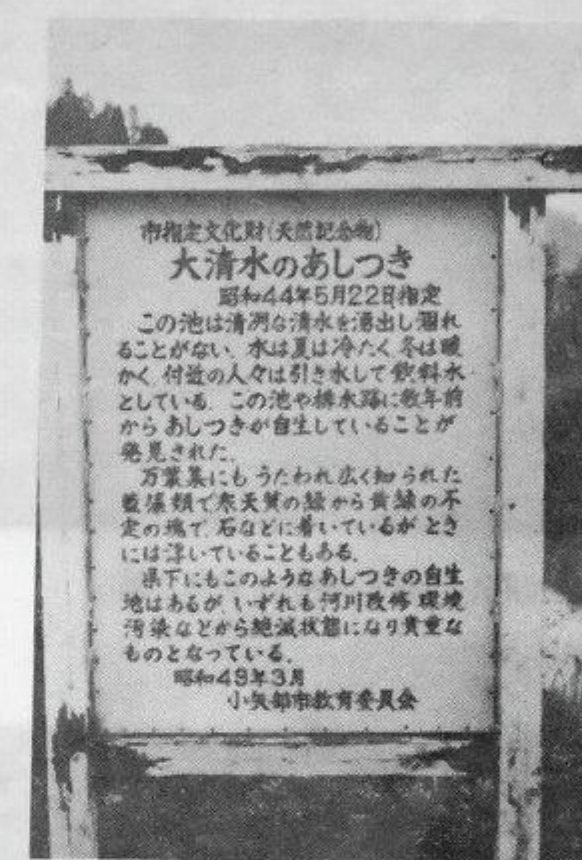 市指定文化財(天然記念物)
大清水のあしつき
昭和44年5月22日指定
この池は清冽な清水を湧出し涸れ
ることがない、水は夏は冷たく、冬は暖
かく、付近の人々は引き水して飲料水
としている。この池や排水路に数年前
からあしつきが自生していることが
発見された。
万葉集にもうたわれ広く知られた
藍藻類で寒天質の緑から黄緑の不
定の塊で、石などに着いているが、とき
には浮いていることもある。
県下にもこのようなあしつきの自生
地はあるが、いずれも河川改修、環境
汚染などから絶滅状態になり貴重な
ものとなっている。
昭和49年3月
小矢部市教育委員会